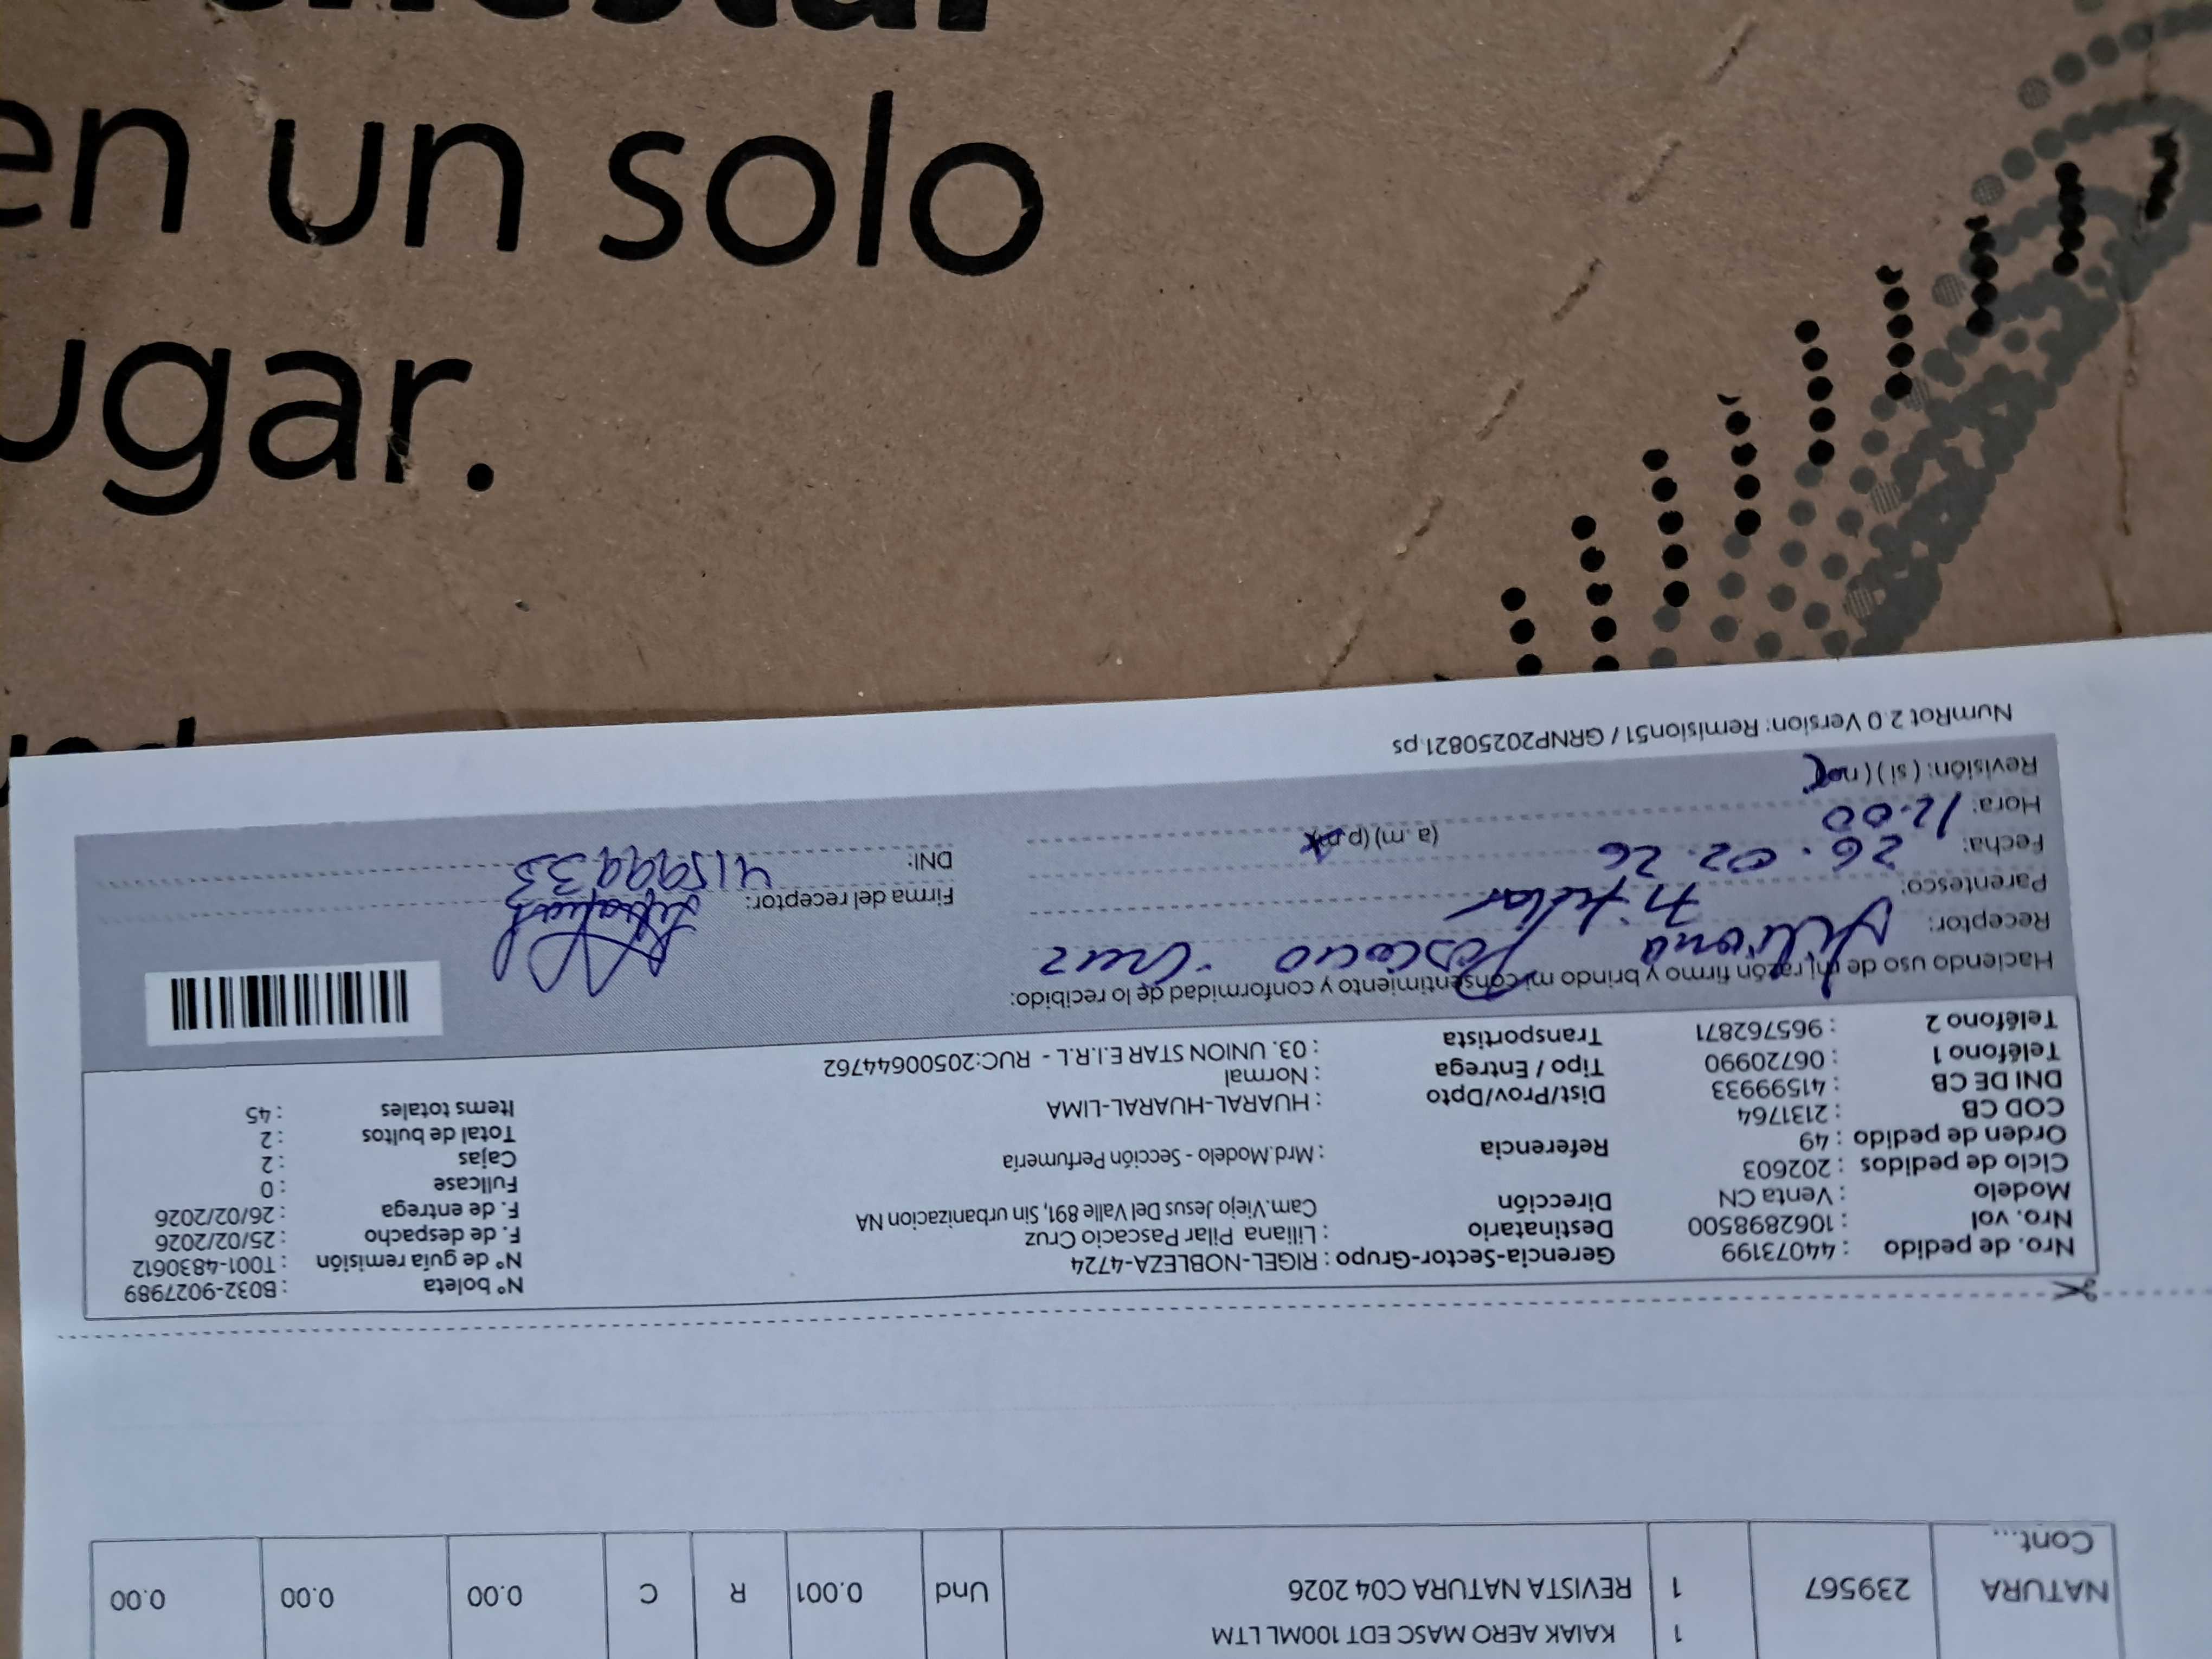 en un solo
ugar.
NATURA 239567 1 REVISTA NATURA C04 2026 Und 0.001 R C 0.00 0.00 0.00
Cont...
1 KAIAK AERO MASC EDT 100ML LTM
Nro. de pedido : 44073199
Nro. vol : 1062898500
Modelo : Venta CN
Ciclo de pedidos : 202603
Orden de pedido : 49
COD CB : 2131764
DNI DE CB : 41599933
Teléfono 1 : 06720990
Teléfono 2 : 965762871
Gerencia-Sector-Grupo : RIGEL-NOBLEZA-4724
Destinatario : Liliana Pilar Pascacio Cruz
Dirección Cam.Viejo Jesus Del Valle 891, Sin urbanizacion NA
Referencia : Mrd.Modelo - Sección Perfumería
Dist/Prov/Dpto : HUARAL-HUARAL-LIMA
Tipo / Entrega : Normal
Transportista : 03. UNION STAR E.I.R.L - RUC:20500644762
N° boleta : B032-9027989
N° de guía remisión : T001-4830612
F. de despacho : 25/02/2026
F. de entrega : 26/02/2026
Fullcase : 0
Cajas : 2
Total de bultos : 2
Items totales : 45
Haciendo uso de mi razón firmo y brindo mi consentimiento y conformidad de lo recibido:
Receptor: Liliana Pascacio Cruz
Parentesco: Titular
Fecha: 26.02.26
Hora: 12.00 (a. m) (p.m)
Revisión: ( si ) ( no )
Firma del receptor:
DNI: 41599933
NumRot 2.0 Version: Remision51 / GRNP20250821.ps